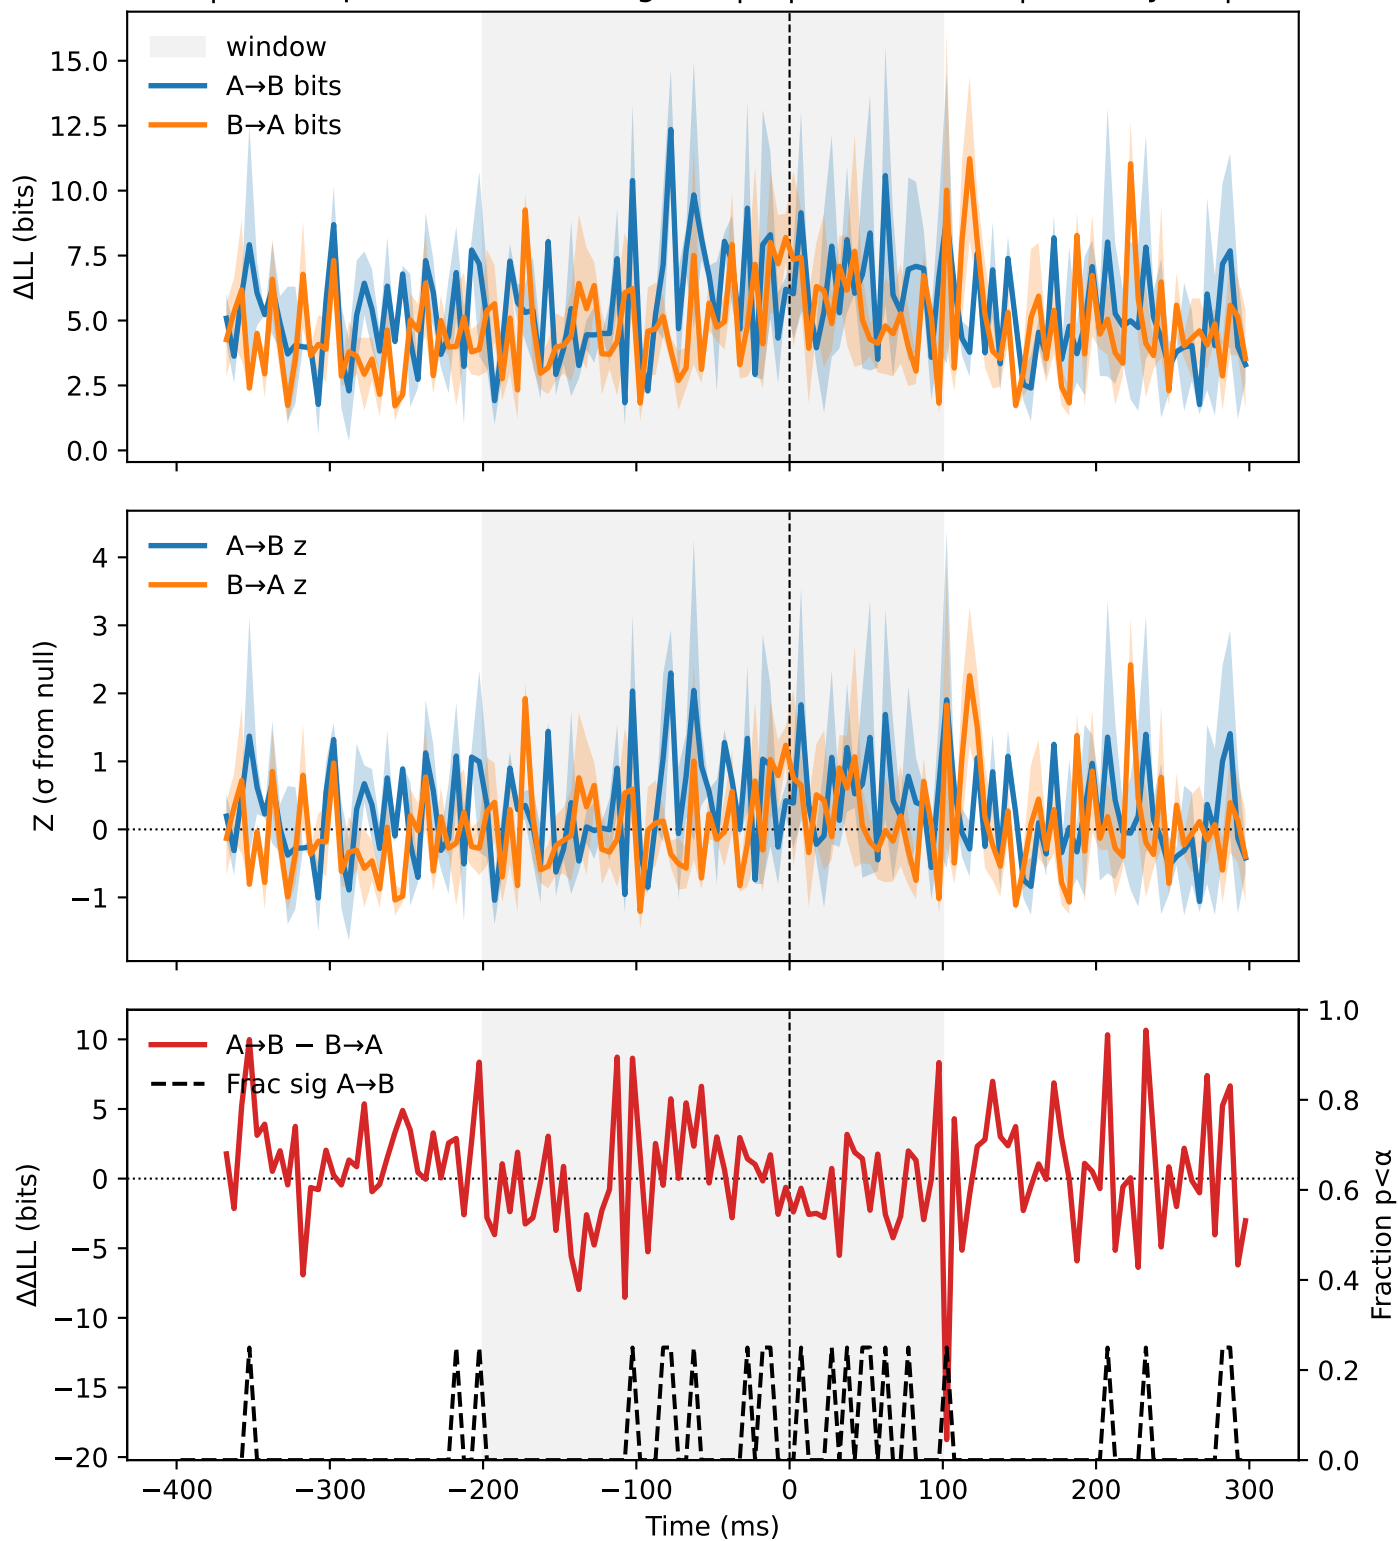 window
A→B bits
B→A bits
ΔLL (bits)
15.0
12.5
10.0
7.5
5.0
2.5
0.0
A→B z
B→A z
Z (σ from null)
4
3
2
1
0
−1
A→B − B→A
Frac sig A→B
ΔΔLL (bits)
10
5
0
−5
−10
−15
−20
1.0
0.8
0.6
0.4
0.2
0.0
Fraction p<α
−400 −300 −200 −100 0 100 200 300
Time (ms)